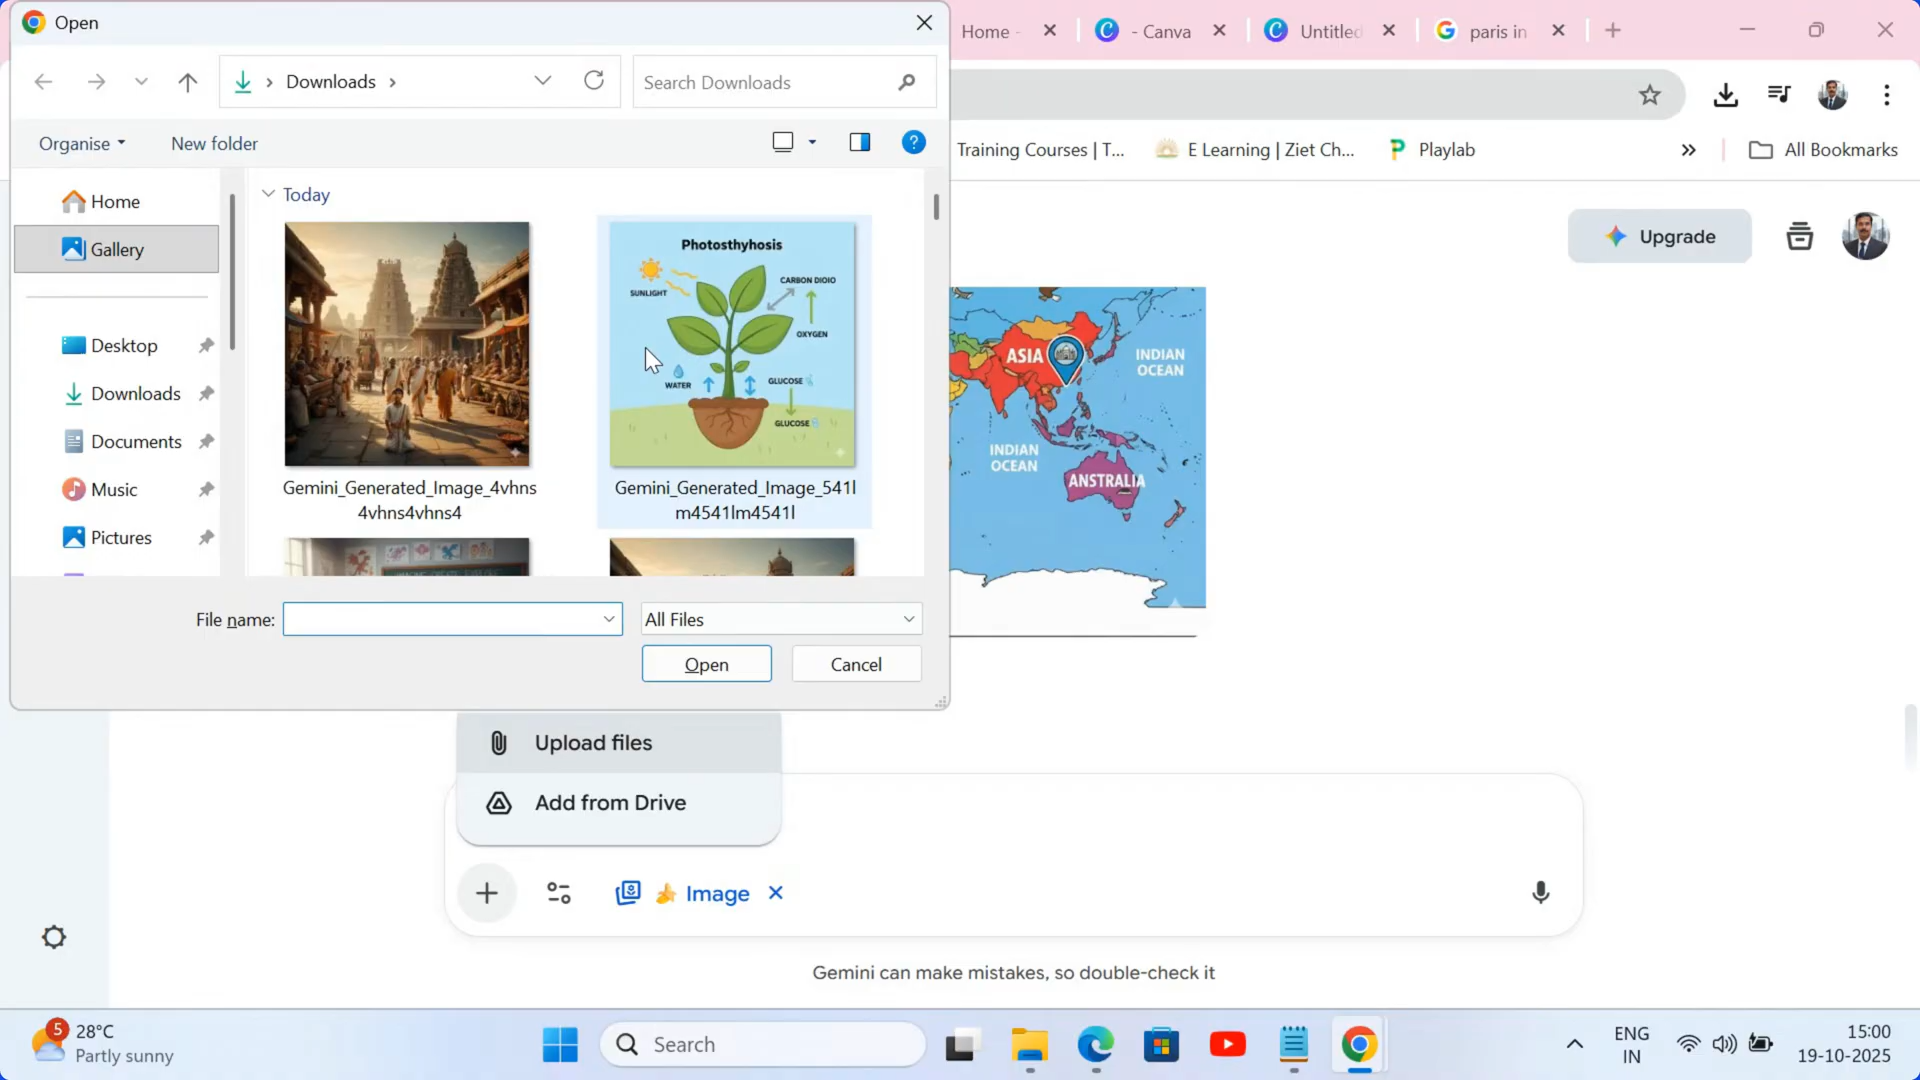 Open
Home
- Canva
Untitled
paris in
Downloads
Search Downloads
Organise
New folder
Training Courses | T...
E Learning | Ziet Ch...
Playlab
All Bookmarks
Home
Gallery
Desktop
Downloads
Documents
Music
Pictures
Today
Photosthyhosis
SUNLIGHT
CARBON DIOIO
OXYGEN
WATER
GLUCOSE
GLUCOSE
Gemini_Generated_Image_4vhns
4vhns4vhns4
Gemini_Generated_Image_541l
m4541lm4541l
File name:
All Files
Open
Cancel
Upgrade
ASIA
INDIAN
OCEAN
INDIAN
OCEAN
AUSTRALIA
Upload files
Add from Drive
Image
Gemini can make mistakes, so double-check it
5
28°C
Partly sunny
Search
ENG
IN
15:00
19-10-2025